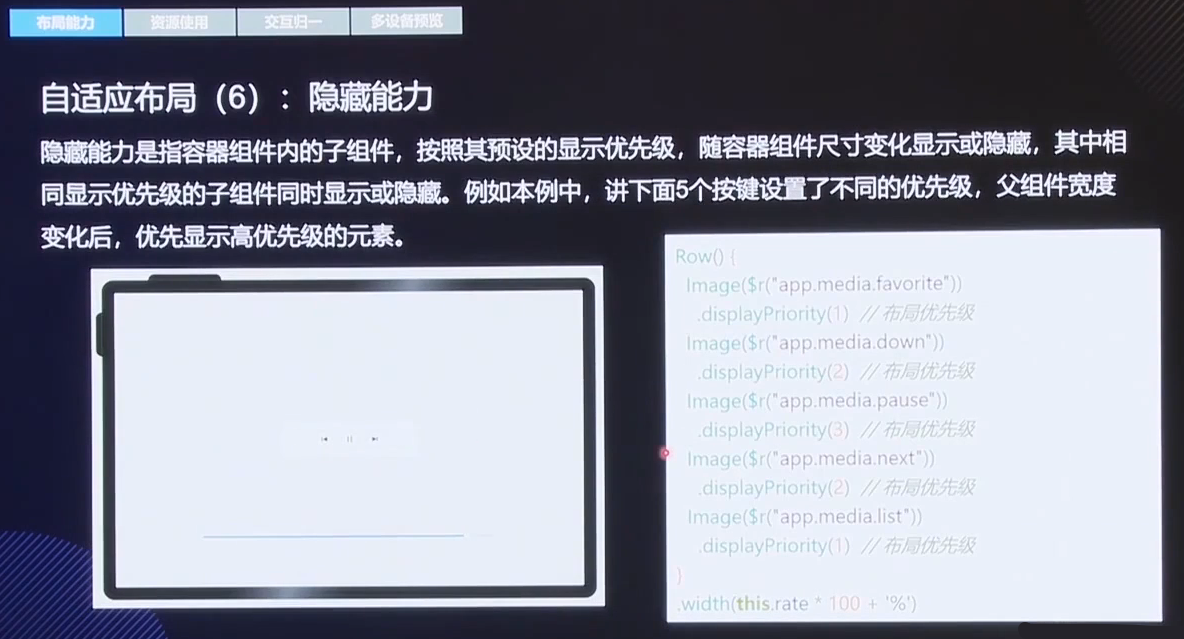 布局能力
资源使用
交互归一
多设备预览
自适应布局（6）：隐藏能力
隐藏能力是指容器组件内的子组件，按照其预设的显示优先级，随容器组件尺寸变化显示或隐藏，其中相
同显示优先级的子组件同时显示或隐藏。例如本例中，讲下面5个按键设置了不同的优先级，父组件宽度
变化后，优先显示高优先级的元素。
Row() {
Image($r("app.media.favorite"))
.displayPriority(1) // 布局优先级
Image($r("app.media.down"))
.displayPriority(2) // 布局优先级
Image($r("app.media.pause"))
.displayPriority(3) // 布局优先级
Image($r("app.media.next"))
.displayPriority(2) // 布局优先级
Image($r("app.media.list"))
.displayPriority(1) // 布局优先级
}
.width(this.rate * 100 + '%')